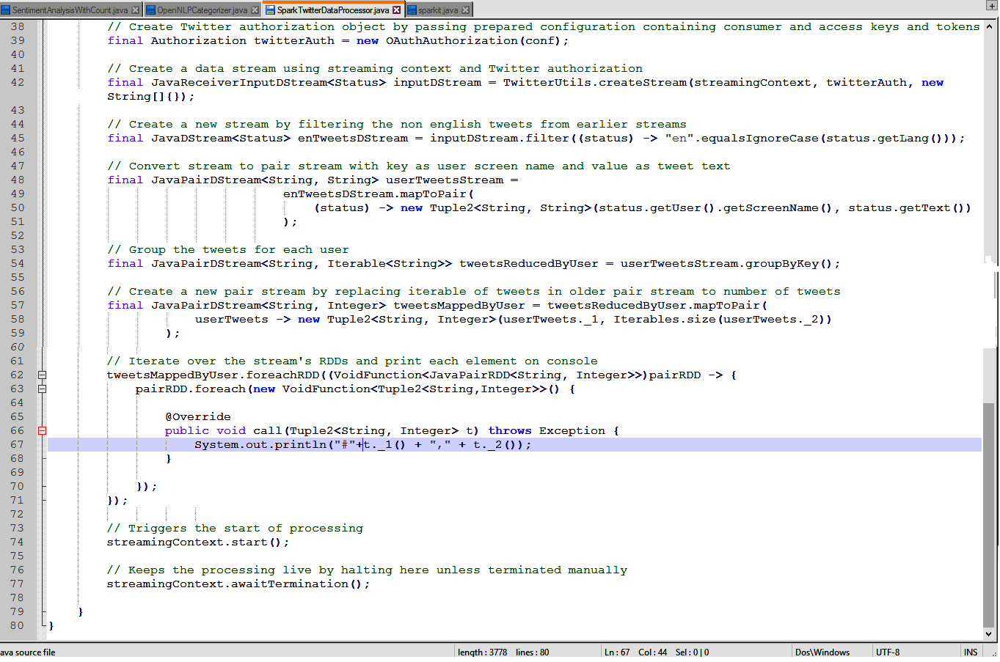 SentimentAnalysisWithCount.java OpenNLPCategorizer.java SparkTwitterDataProcessor.java sparkit.java
38 // Create Twitter authorization object by passing prepared configuration containing consumer and access keys and tokens
39 final Authorization twitterAuth = new OAuthAuthorization(conf);
40
41 // Create a data stream using streaming context and Twitter authorization
42 final JavaReceiverInputDStream<Status> inputDStream = TwitterUtils.createStream(streamingContext, twitterAuth, new
String[]{});
43
44 // Create a new stream by filtering the non english tweets from earlier streams
45 final JavaDStream<Status> enTweetsDStream = inputDStream.filter((status) -> "en".equalsIgnoreCase(status.getLang()));
46
47 // Convert stream to pair stream with key as user screen name and value as tweet text
48 final JavaPairDStream<String, String> userTweetsStream =
49 enTweetsDStream.mapToPair(
50 (status) -> new Tuple2<String, String>(status.getUser().getScreenName(), status.getText())
51 );
52
53 // Group the tweets for each user
54 final JavaPairDStream<String, Iterable<String>> tweetsReducedByUser = userTweetsStream.groupByKey();
55
56 // Create a new pair stream by replacing iterable of tweets in older pair stream to number of tweets
57 final JavaPairDStream<String, Integer> tweetsMappedByUser = tweetsReducedByUser.mapToPair(
58 userTweets -> new Tuple2<String, Integer>(userTweets._1, Iterables.size(userTweets._2))
59 );
60
61 // Iterate over the stream's RDDs and print each element on console
62 tweetsMappedByUser.foreachRDD((VoidFunction<JavaPairRDD<String, Integer>>)pairRDD -> {
63 pairRDD.foreach(new VoidFunction<Tuple2<String,Integer>>() {
64
65 @Override
66 public void call(Tuple2<String, Integer> t) throws Exception {
67 System.out.println("#"+t._1() + "," + t._2());
68 }
69
70 });
71 });
72
73 // Triggers the start of processing
74 streamingContext.start();
75
76 // Keeps the processing live by halting here unless terminated manually
77 streamingContext.awaitTermination();
78
79 }
80 }
ava source file length : 3778 lines : 80 Ln : 67 Col : 44 Sel : 0 | 0 Dos\Windows UTF-8 INS